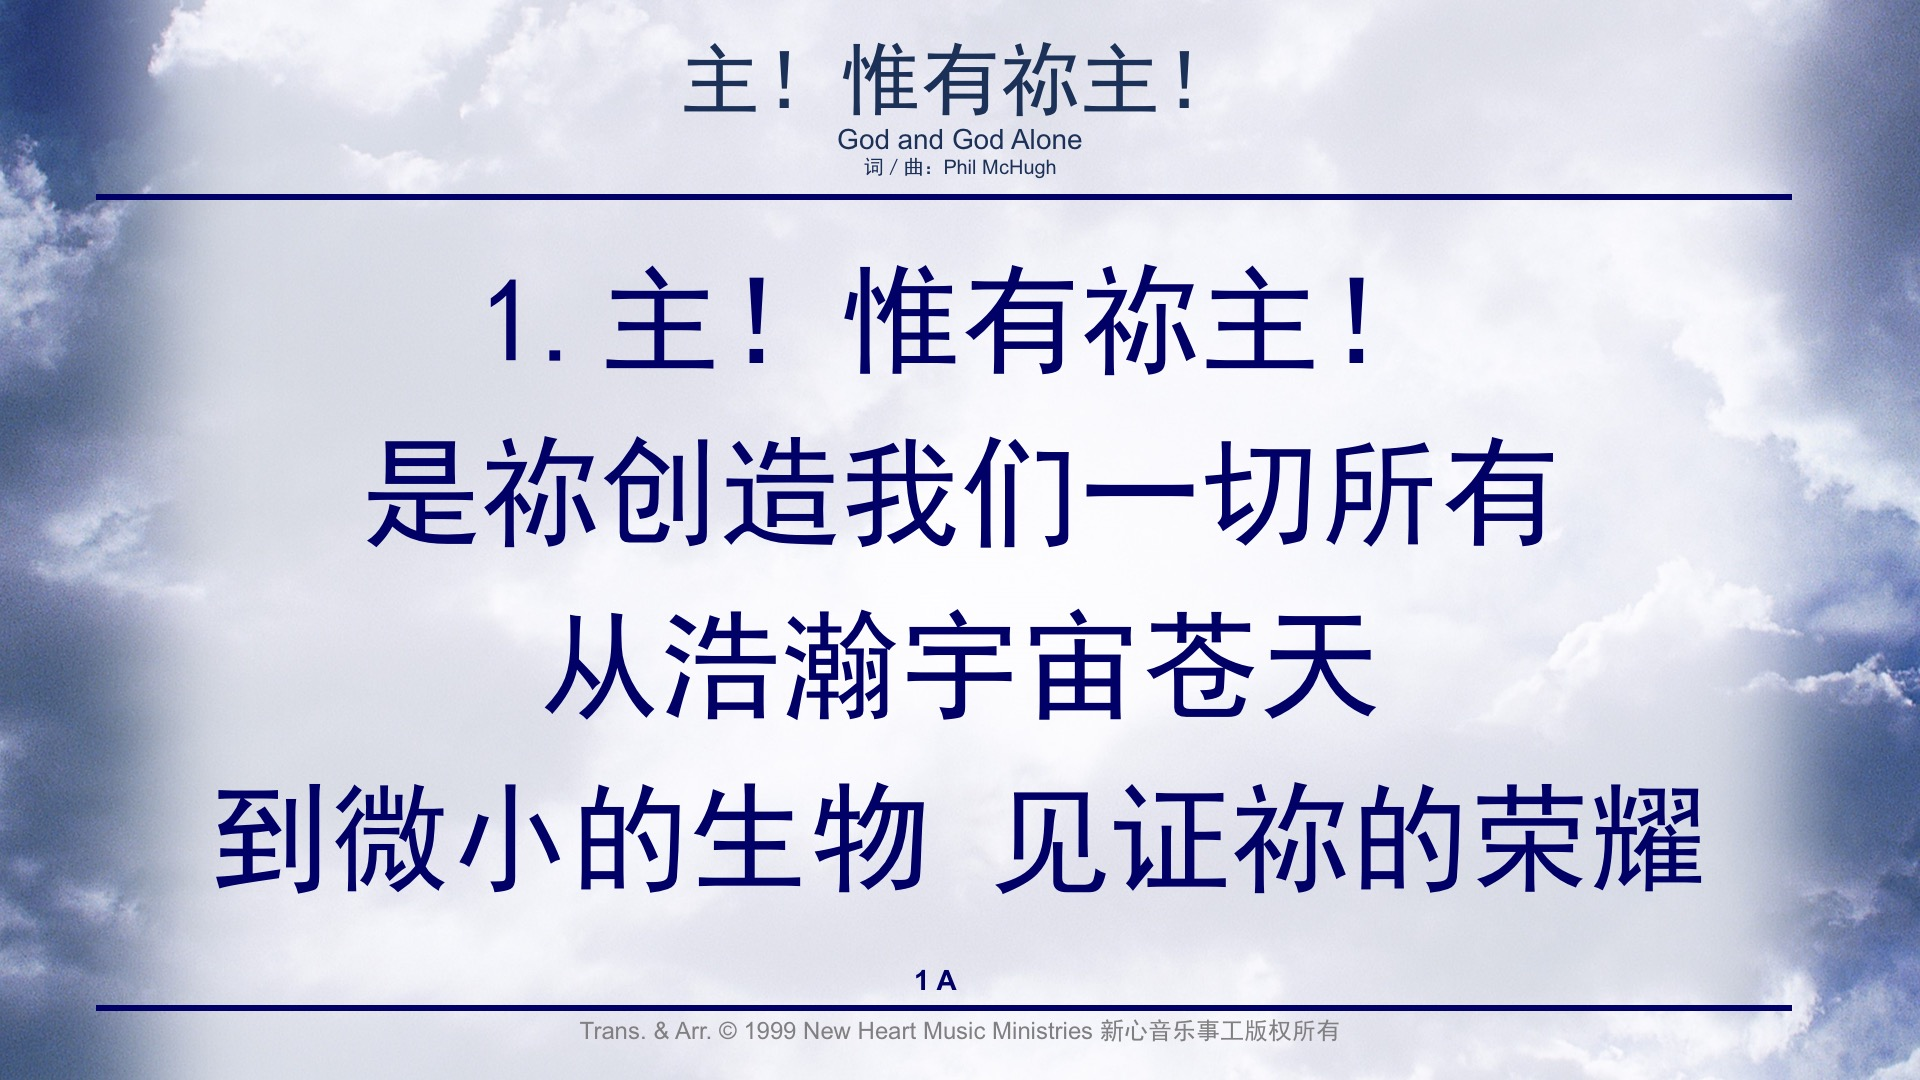 主！惟有祢主！
God and God Alone
词 / 曲：Phil McHugh
1.主！惟有祢主！
是祢创造我们一切所有
从浩瀚宇宙苍天
到微小的生物 见证祢的荣耀
1 A
Trans. & Arr. © 1999 New Heart Music Ministries 新心音乐事工版权所有